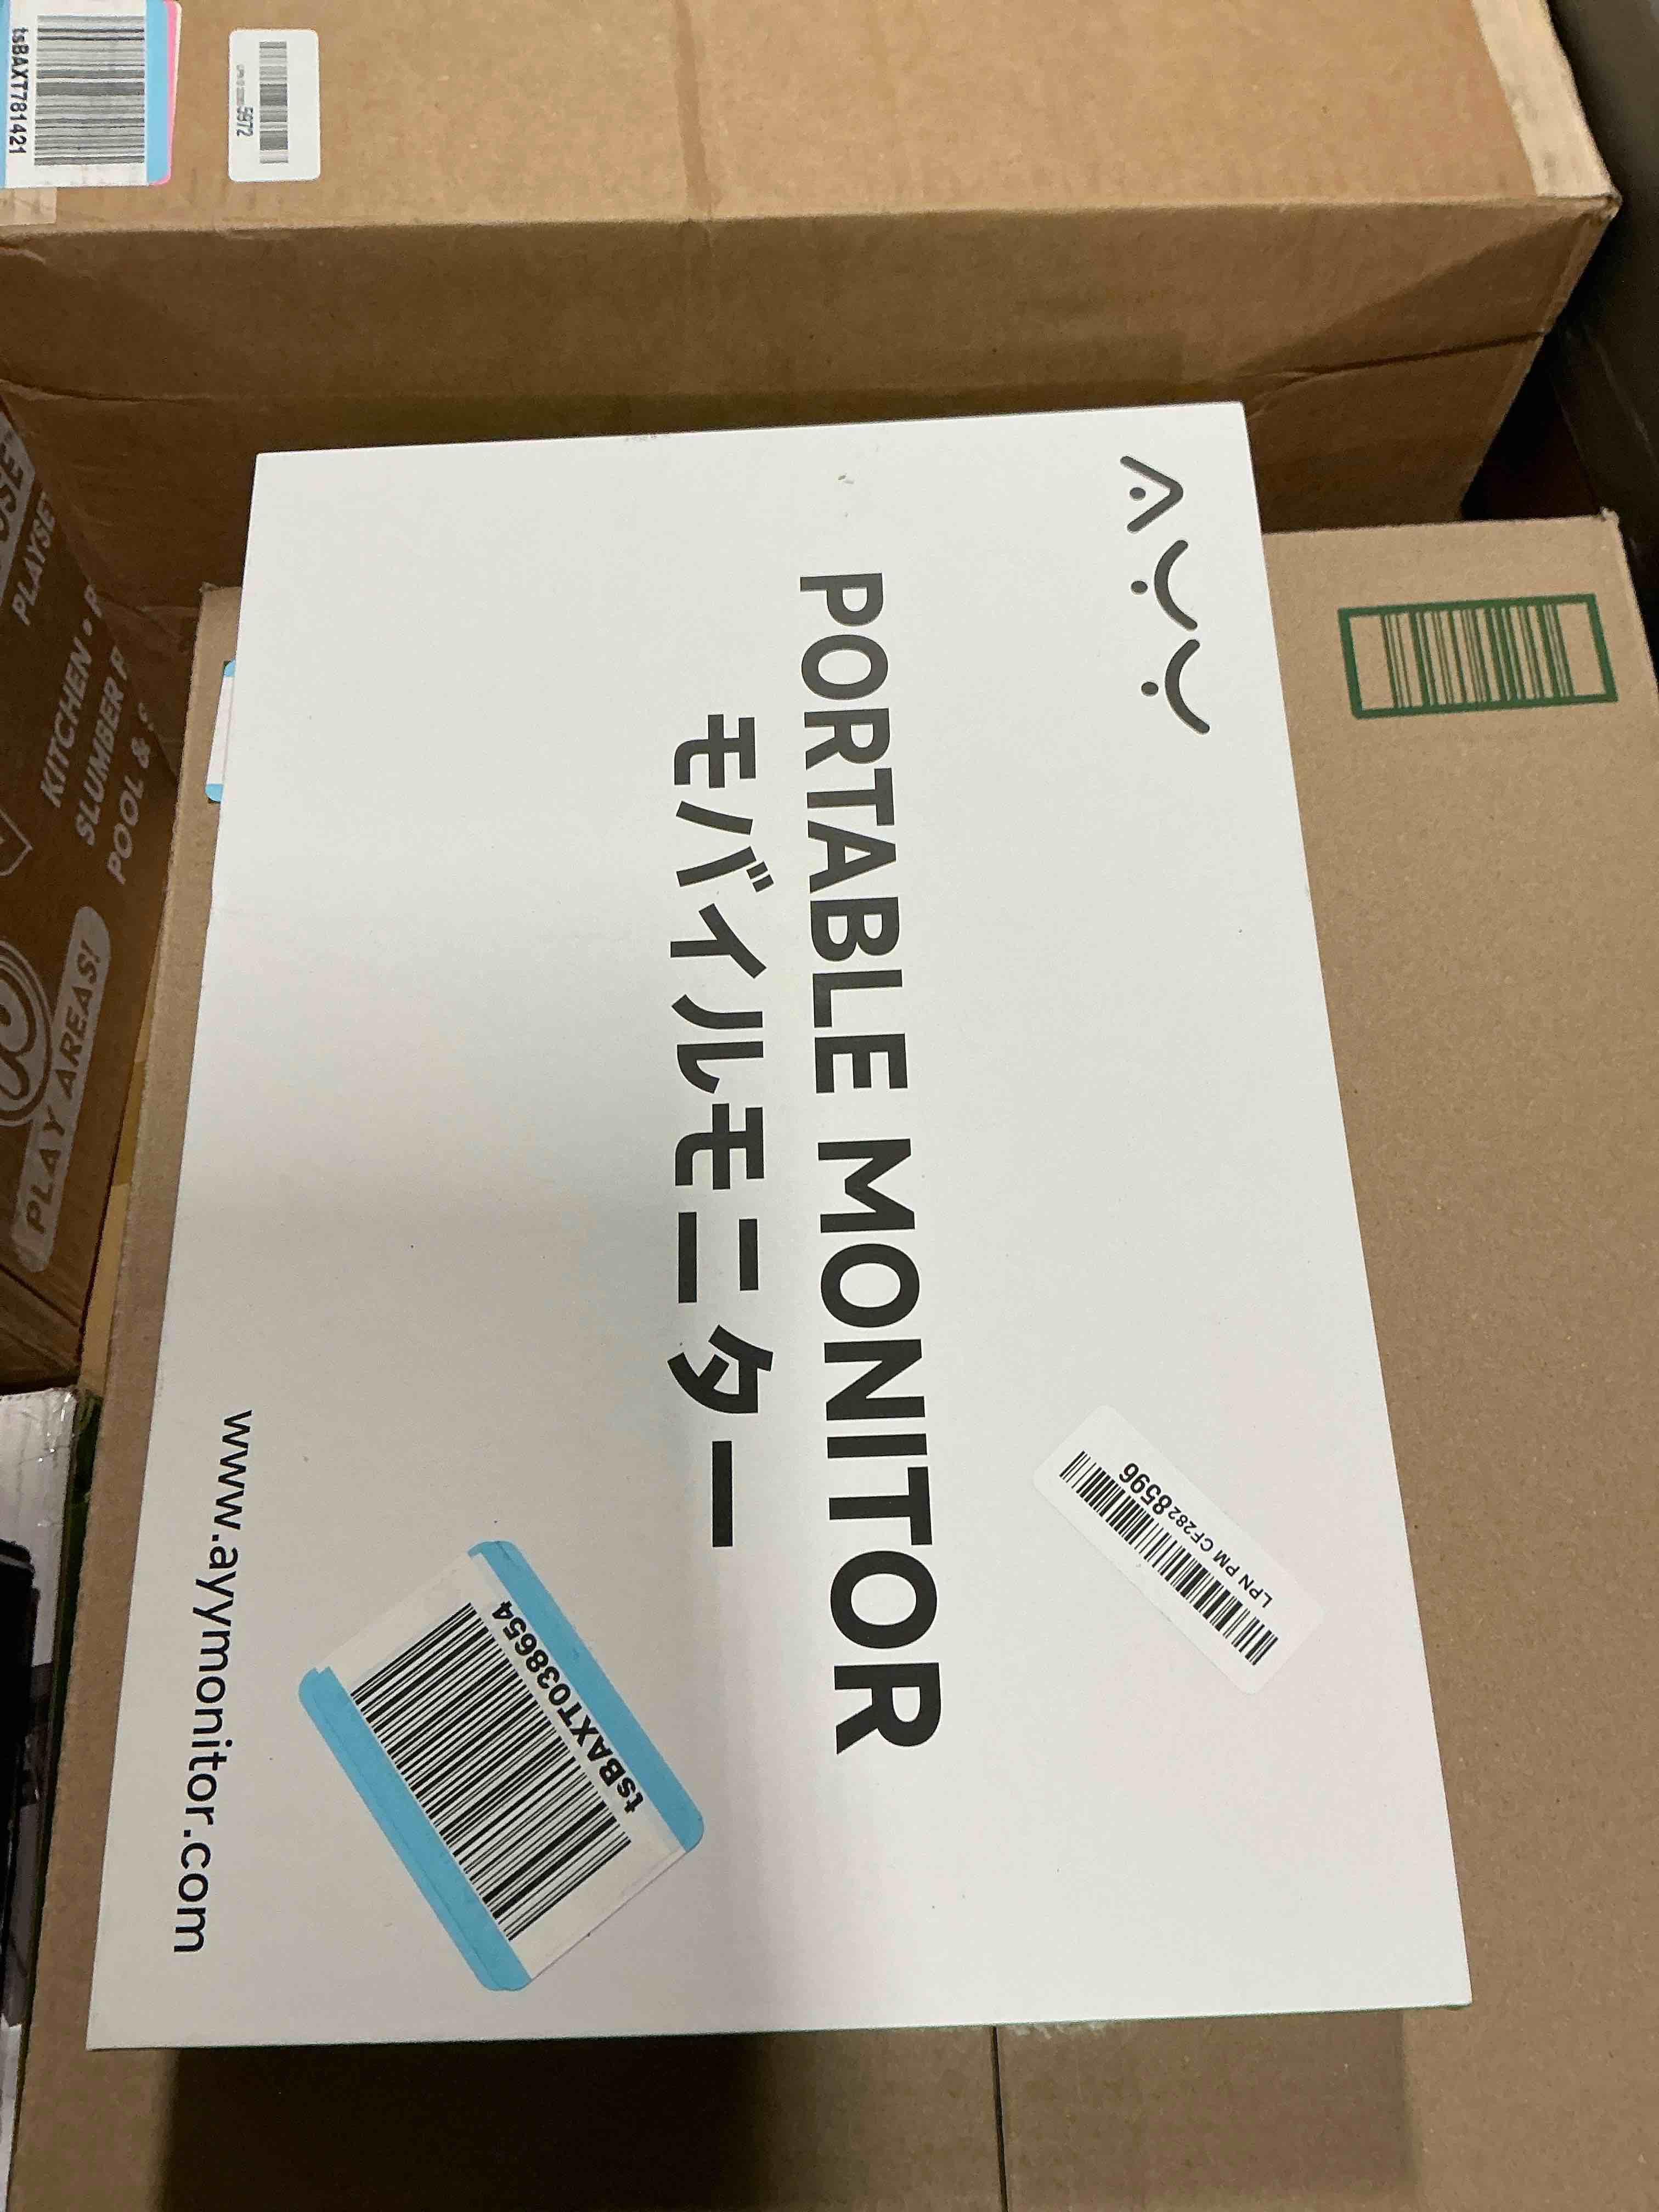 PORTABLE MONITOR
モバイルモニター
www.ayymonitor.com
LPN PM CF2828596
tsBAXT038654
tsBAXT781421
5972
PLAYSE
KITCHEN •
SLUMBER
POOL &
PLAY AREAS!